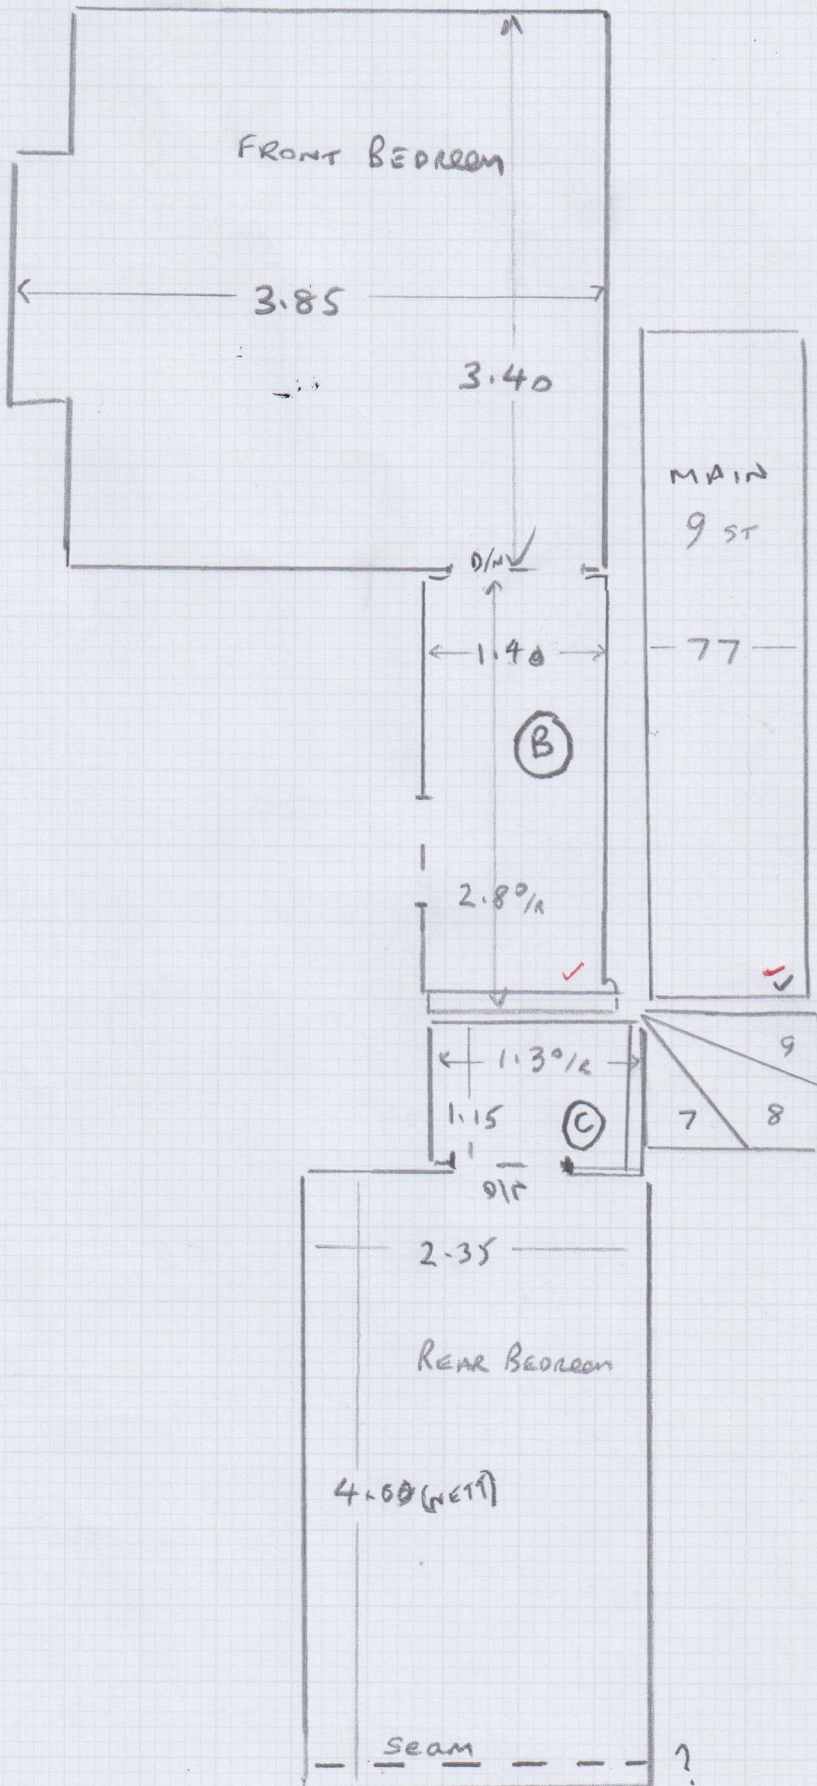 FRONT BEDROOM
3.85
3.40
MAIN
9 ST
77
D/N
1.40
B
2.80/R
9
1.30/R
1.15
C
7
8
2.35
REAR BEDROOM
4.00 (NETT)
seam
?